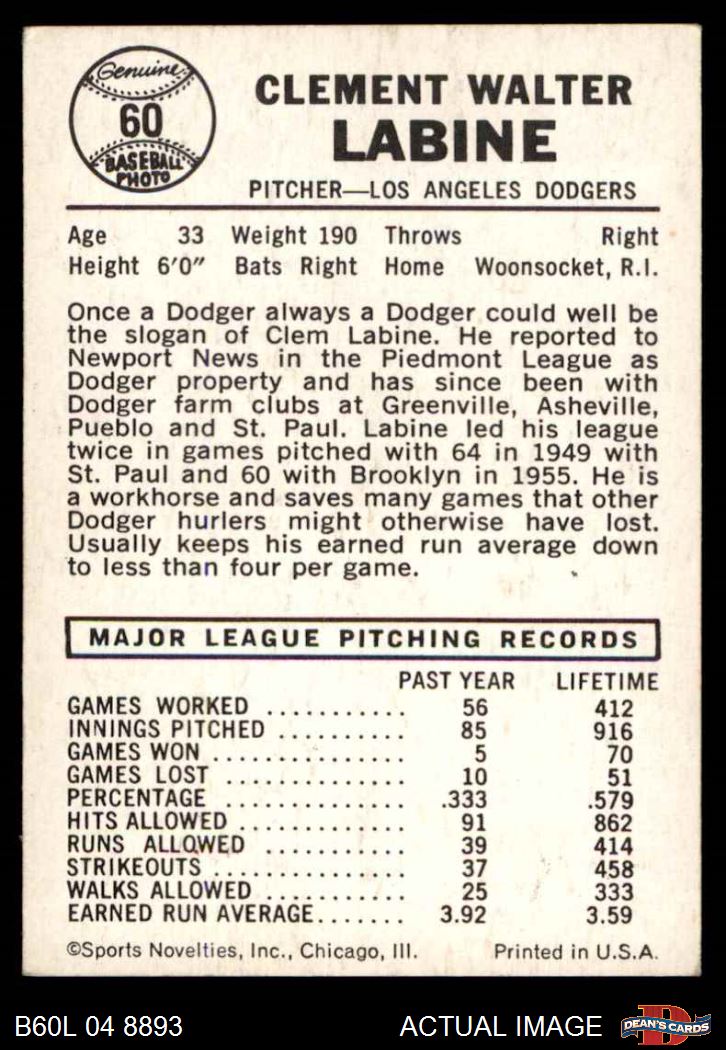 Genuine
60
BASEBALL
PHOTO
CLEMENT WALTER
LABINE
PITCHER—LOS ANGELES DODGERS
Age 33 Weight 190 Throws Right
Height 6'0" Bats Right Home Woonsocket, R.I.
Once a Dodger always a Dodger could well be
the slogan of Clem Labine. He reported to
Newport News in the Piedmont League as
Dodger property and has since been with
Dodger farm clubs at Greenville, Asheville,
Pueblo and St. Paul. Labine led his league
twice in games pitched with 64 in 1949 with
St. Paul and 60 with Brooklyn in 1955. He is
a workhorse and saves many games that other
Dodger hurlers might otherwise have lost.
Usually keeps his earned run average down
to less than four per game.
MAJOR LEAGUE PITCHING RECORDS
PAST YEAR LIFETIME
GAMES WORKED ........... 56 412
INNINGS PITCHED .......... 85 916
GAMES WON ............... 5 70
GAMES LOST .............. 10 51
PERCENTAGE .............. .333 .579
HITS ALLOWED ............. 91 862
RUNS ALLOWED ............ 39 414
STRIKEOUTS ............... 37 458
WALKS ALLOWED ........... 25 333
EARNED RUN AVERAGE....... 3.92 3.59
©Sports Novelties, Inc., Chicago, Ill. Printed in U.S.A.
B60L 04 8893 ACTUAL IMAGE D DEAN'S CARDS